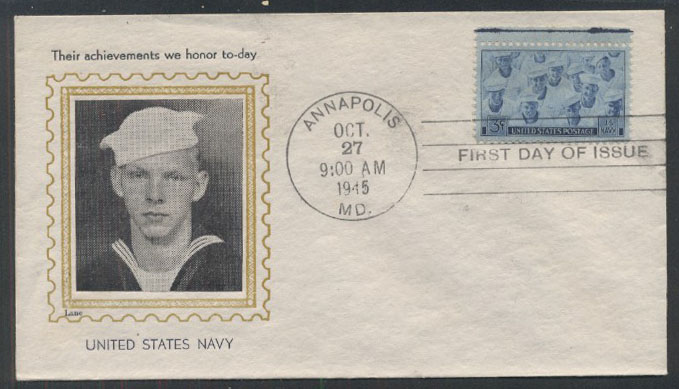 Their achievements we honor to-day
Lane
UNITED STATES NAVY
ANNAPOLIS
OCT.
27
9:00 AM
1945
MD.
3¢
UNITED STATES POSTAGE
U.S.
NAVY
FIRST DAY OF ISSUE